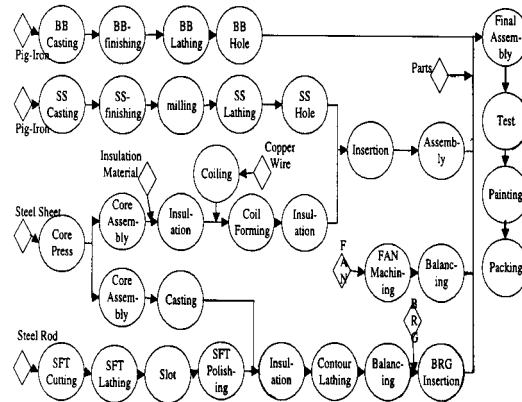 BB
Casting
BB-
finishing
BB
Lathing
BB
Hole
Final
Assem-
bly
Pig-Iron
Parts
SS
Casting
SS-
finishing
milling
SS
Lathing
SS
Hole
Pig-Iron
Test
Copper
Wire
Insulation
Material
Coiling
Insertion
Assem-
bly
Steel Sheet
Core
Press
Core
Assem-
bly
Insul-
ation
Coil
Forming
Insul-
ation
Painting
FAN
FAN
Machin-
ing
Balanc-
ing
Packing
Core
Assem-
bly
Casting
BRG
Steel Rod
SFT
Cutting
SFT
Lathing
Slot
SFT
Polish-
ing
Insul-
ation
Contour
Lathing
Balanc-
ing
BRG
Insertion